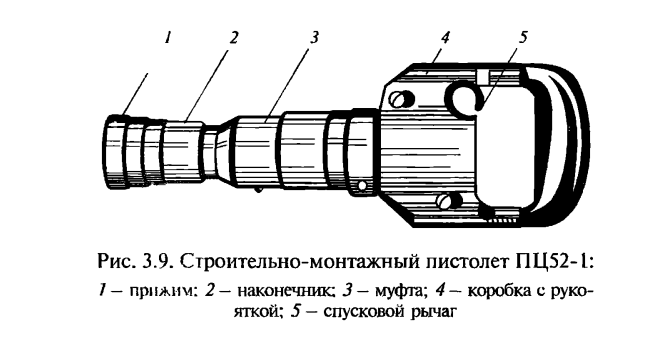 1 2 3 4 5
Рис. 3.9. Строительно-монтажный пистолет ПЦ52-1:
1 – прижим; 2 – наконечник; 3 – муфта; 4 – коробка с руко-
яткой; 5 – спусковой рычаг